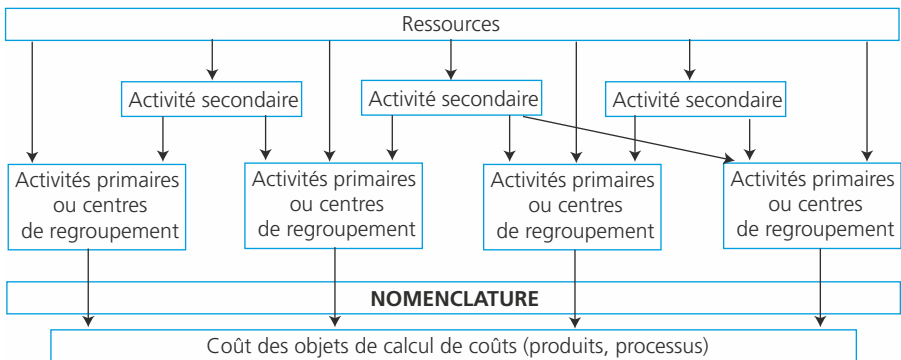 Ressources
Activité secondaire
Activité secondaire
Activité secondaire
Activités primaires
ou centres
de regroupement
Activités primaires
ou centres
de regroupement
Activités primaires
ou centres
de regroupement
Activités primaires
ou centres
de regroupement
NOMENCLATURE
Coût des objets de calcul de coûts (produits, processus)